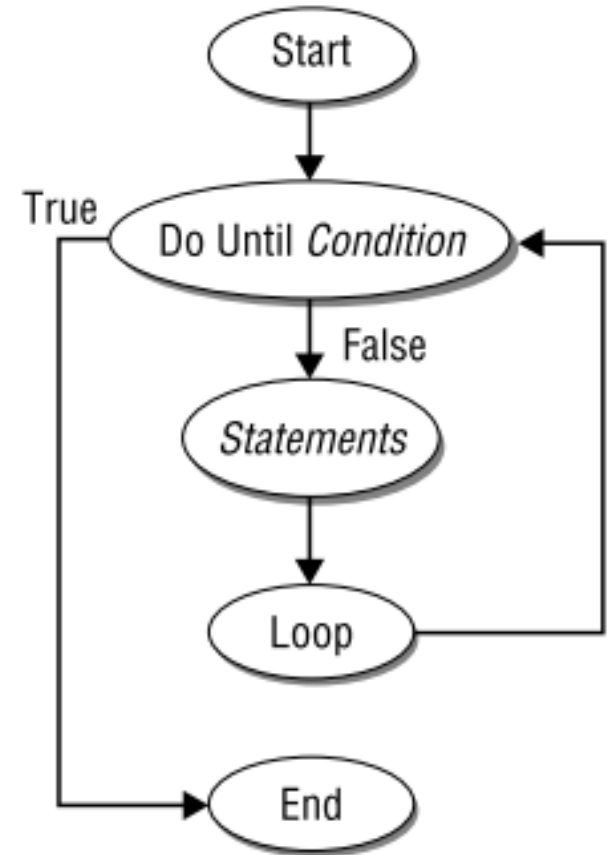 Start
True
Do Until Condition
False
Statements
Loop
End